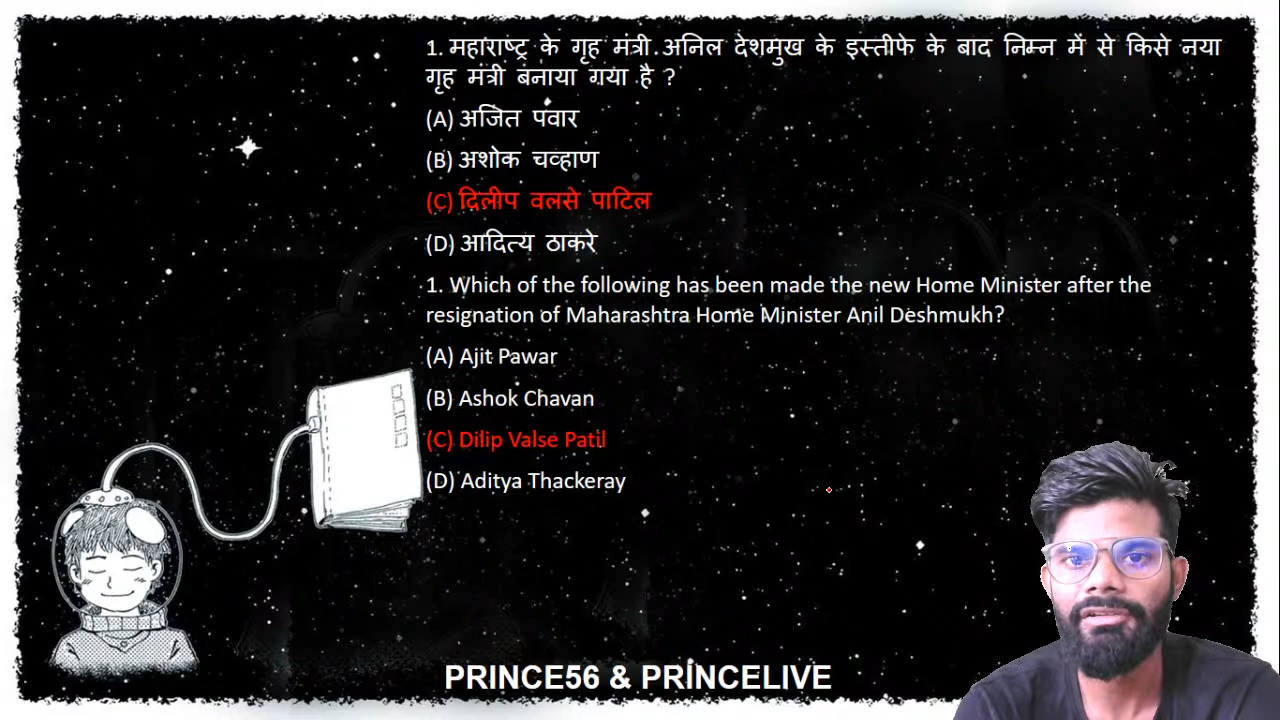 1. महाराष्ट्र के गृह मंत्री अनिल देशमुख के इस्तीफे के बाद निम्न में से किसे नया
गृह मंत्री बनाया गया है ?
(A) अजित पवार
(B) अशोक चव्हाण
(C) दिलीप वलसे पाटिल
(D) आदित्य ठाकरे
1. Which of the following has been made the new Home Minister after the
resignation of Maharashtra Home Minister Anil Deshmukh?
(A) Ajit Pawar
(B) Ashok Chavan
(C) Dilip Valse Patil
(D) Aditya Thackeray
PRINCE56 & PRINCELIVE